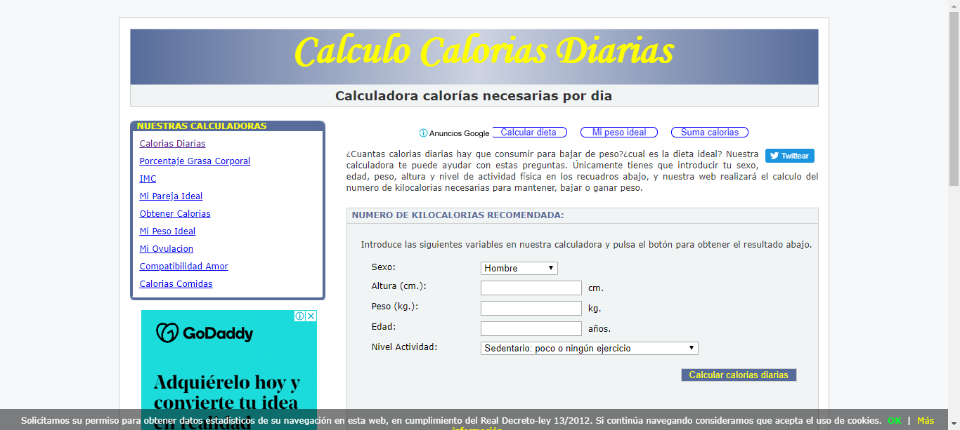 Calculo Calorias Diarias
Calculadora calorías necesarias por dia
NUESTRAS CALCULADORAS
Calorias Diarias
Porcentaje Grasa Corporal
IMC
Mi Pareja Ideal
Obtener Calorias
Mi Peso Ideal
Mi Ovulacion
Compatibilidad Amor
Calorias Comidas
GoDaddy
Adquiérelo hoy y
convierte tu idea
en realidad
Anuncios Google Calcular dieta Mi peso ideal Suma calorias
¿Cuantas calorias diarias hay que consumir para bajar de peso?¿cual es la dieta ideal? Nuestra
Twittear
calculadora te puede ayudar con estas preguntas. Únicamente tienes que introducir tu sexo,
edad, peso, altura y nivel de actividad física en los recuadros abajo, y nuestra web realizará el calculo del
numero de kilocalorias necesarias para mantener, bajar o ganar peso.
NUMERO DE KILOCALORIAS RECOMENDADA:
Introduce las siguientes variables en nuestra calculadora y pulsa el botón para obtener el resultado abajo.
Sexo: Hombre
Altura (cm.): cm.
Peso (kg.): kg.
Edad: años.
Nivel Actividad: Sedentario: poco o ningún ejercicio
Calcular calorias diarias
Solicitamos su permiso para obtener datos estadísticos de su navegación en esta web, en cumplimiento del Real Decreto-ley 13/2012. Si continúa navegando consideramos que acepta el uso de cookies. OK | Más
información